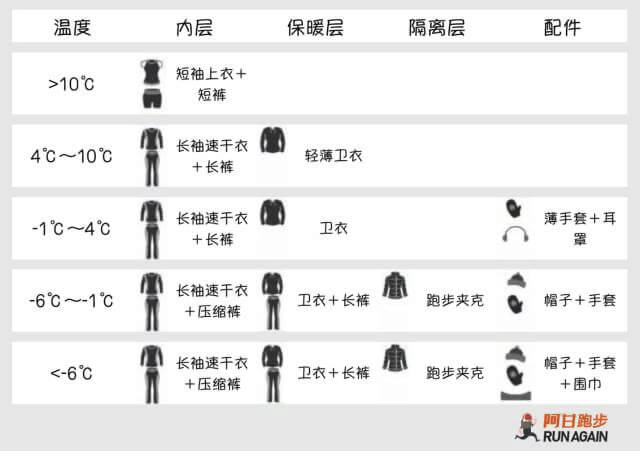 温度 内层 保暖层 隔离层 配件
>10℃
短袖上衣+
短裤
4℃~10℃
长袖速干衣
+长裤
轻薄卫衣
-1℃~4℃
长袖速干衣
+长裤
卫衣
薄手套+耳
罩
-6℃~-1℃
长袖速干衣
+压缩裤
卫衣+长裤
跑步夹克
帽子+手套
<-6℃
长袖速干衣
+压缩裤
卫衣+长裤
跑步夹克
帽子+手套
+围巾
阿甘跑步
RUN AGAIN